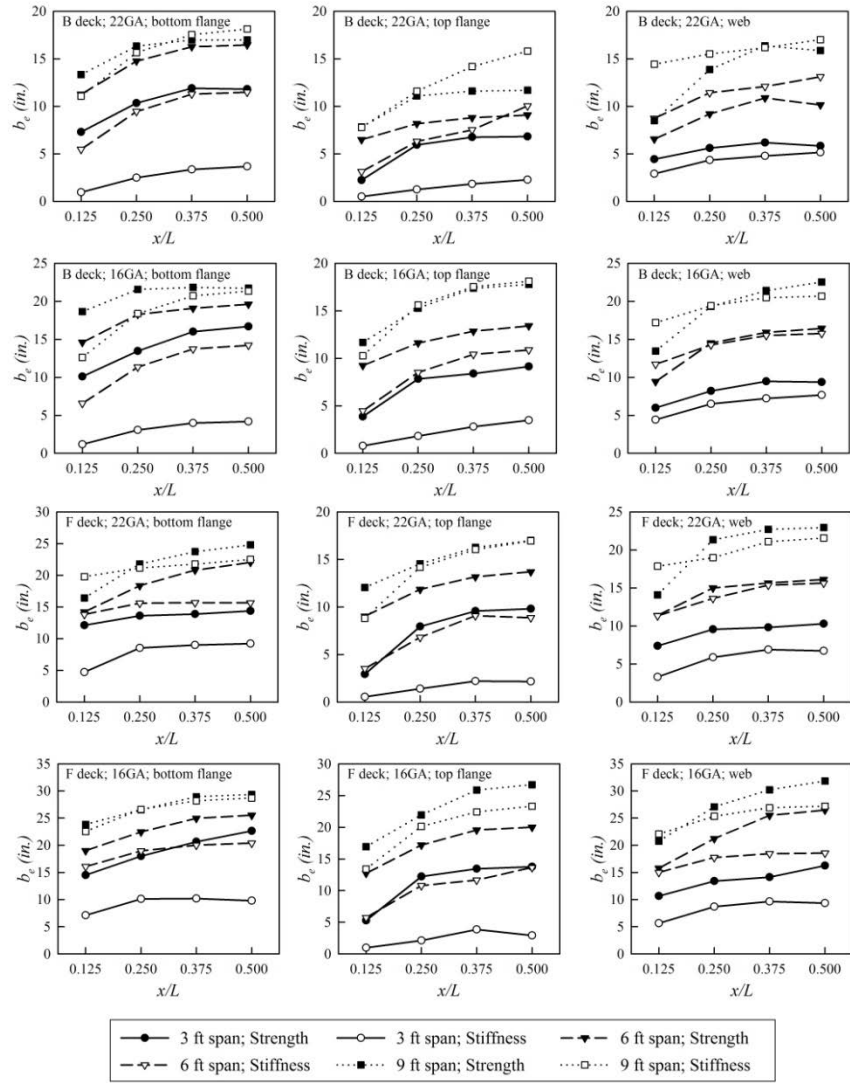 B deck; 22GA; bottom flange
20
15
10
5
0
b_e (in.)
0.125 0.250 0.375 0.500
x/L
B deck; 22GA; top flange
20
15
10
5
0
b_e (in.)
0.125 0.250 0.375 0.500
x/L
B deck; 22GA; web
20
15
10
5
0
b_e (in.)
0.125 0.250 0.375 0.500
x/L
B deck; 16GA; bottom flange
25
20
15
10
5
0
b_e (in.)
0.125 0.250 0.375 0.500
x/L
B deck; 16GA; top flange
20
15
10
5
0
b_e (in.)
0.125 0.250 0.375 0.500
x/L
B deck; 16GA; web
25
20
15
10
5
0
b_e (in.)
0.125 0.250 0.375 0.500
x/L
F deck; 22GA; bottom flange
30
25
20
15
10
5
0
b_e (in.)
0.125 0.250 0.375 0.500
x/L
F deck; 22GA; top flange
20
15
10
5
0
b_e (in.)
0.125 0.250 0.375 0.500
x/L
F deck; 22GA; web
25
20
15
10
5
0
b_e (in.)
0.125 0.250 0.375 0.500
x/L
F deck; 16GA; bottom flange
35
30
25
20
15
10
5
0
b_e (in.)
0.125 0.250 0.375 0.500
x/L
F deck; 16GA; top flange
30
25
20
15
10
5
0
b_e (in.)
0.125 0.250 0.375 0.500
x/L
F deck; 16GA; web
35
30
25
20
15
10
5
0
b_e (in.)
0.125 0.250 0.375 0.500
x/L
3 ft span; Strength 3 ft span; Stiffness 6 ft span; Strength
6 ft span; Stiffness 9 ft span; Strength 9 ft span; Stiffness